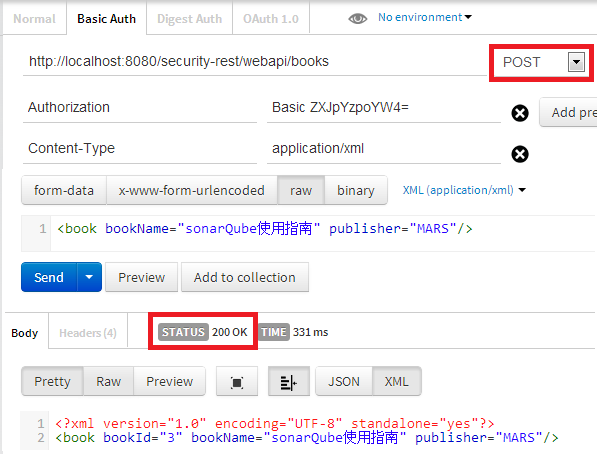 Normal Basic Auth Digest Auth OAuth 1.0 No environment
http://localhost:8080/security-rest/webapi/books POST
Authorization Basic ZXJpYzpoYW4= Add pre
Content-Type application/xml
form-data x-www-form-urlencoded raw binary XML (application/xml)
1 <book bookName="sonarQube使用指南" publisher="MARS"/>
Send Preview Add to collection
Body Headers (4) STATUS 200 OK TIME 331 ms
Pretty Raw Preview JSON XML
1 <?xml version="1.0" encoding="UTF-8" standalone="yes"?>
2 <book bookId="3" bookName="sonarQube使用指南" publisher="MARS"/>